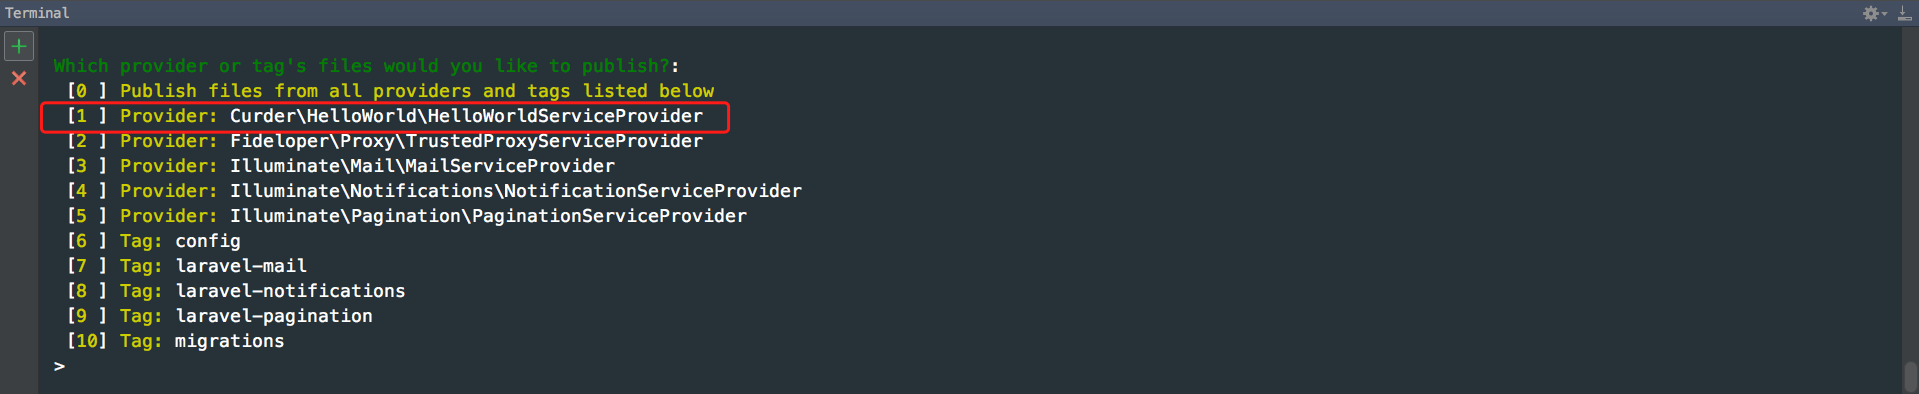 Terminal
Which provider or tag's files would you like to publish?:
[0 ] Publish files from all providers and tags listed below
[1 ] Provider: Curder\HelloWorld\HelloWorldServiceProvider
[2 ] Provider: Fideloper\Proxy\TrustedProxyServiceProvider
[3 ] Provider: Illuminate\Mail\MailServiceProvider
[4 ] Provider: Illuminate\Notifications\NotificationServiceProvider
[5 ] Provider: Illuminate\Pagination\PaginationServiceProvider
[6 ] Tag: config
[7 ] Tag: laravel-mail
[8 ] Tag: laravel-notifications
[9 ] Tag: laravel-pagination
[10] Tag: migrations
>